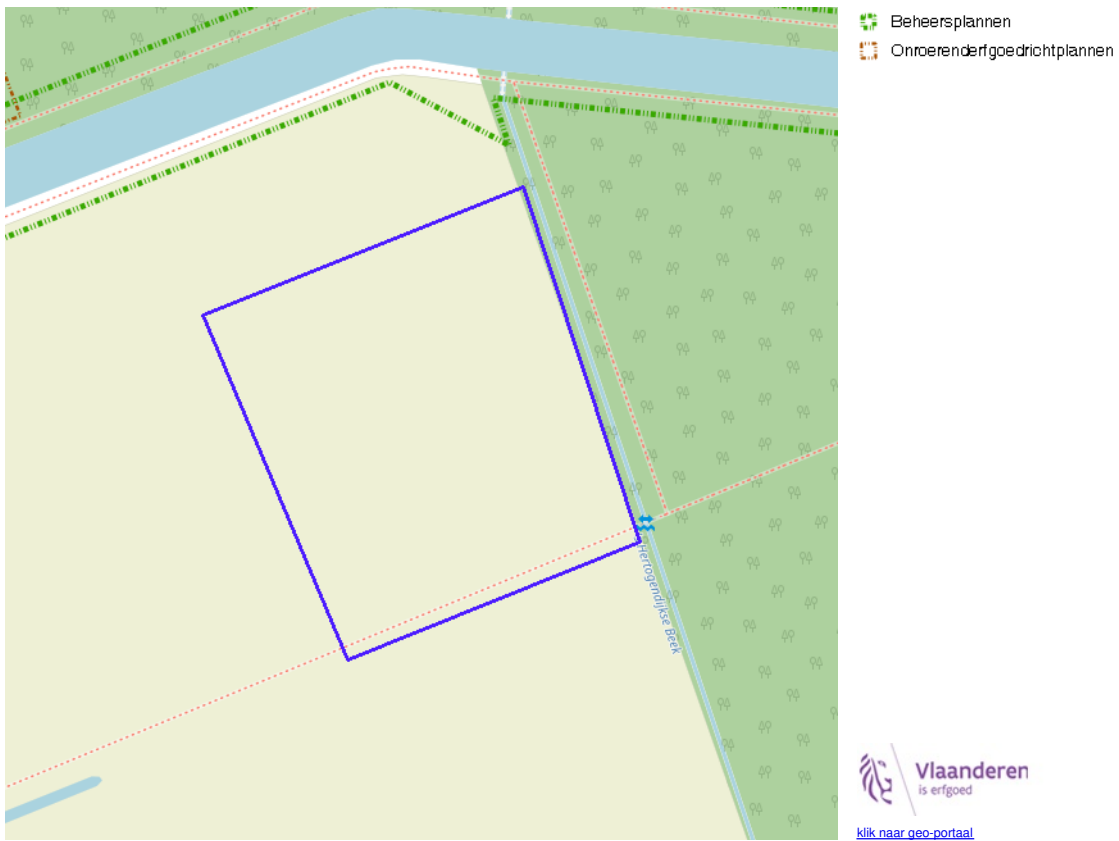 Beheersplannen
Onroerenderfgoedrichtplannen
Hertogendijkse Beek
Vlaanderen
is erfgoed
klik naar geo-portaal